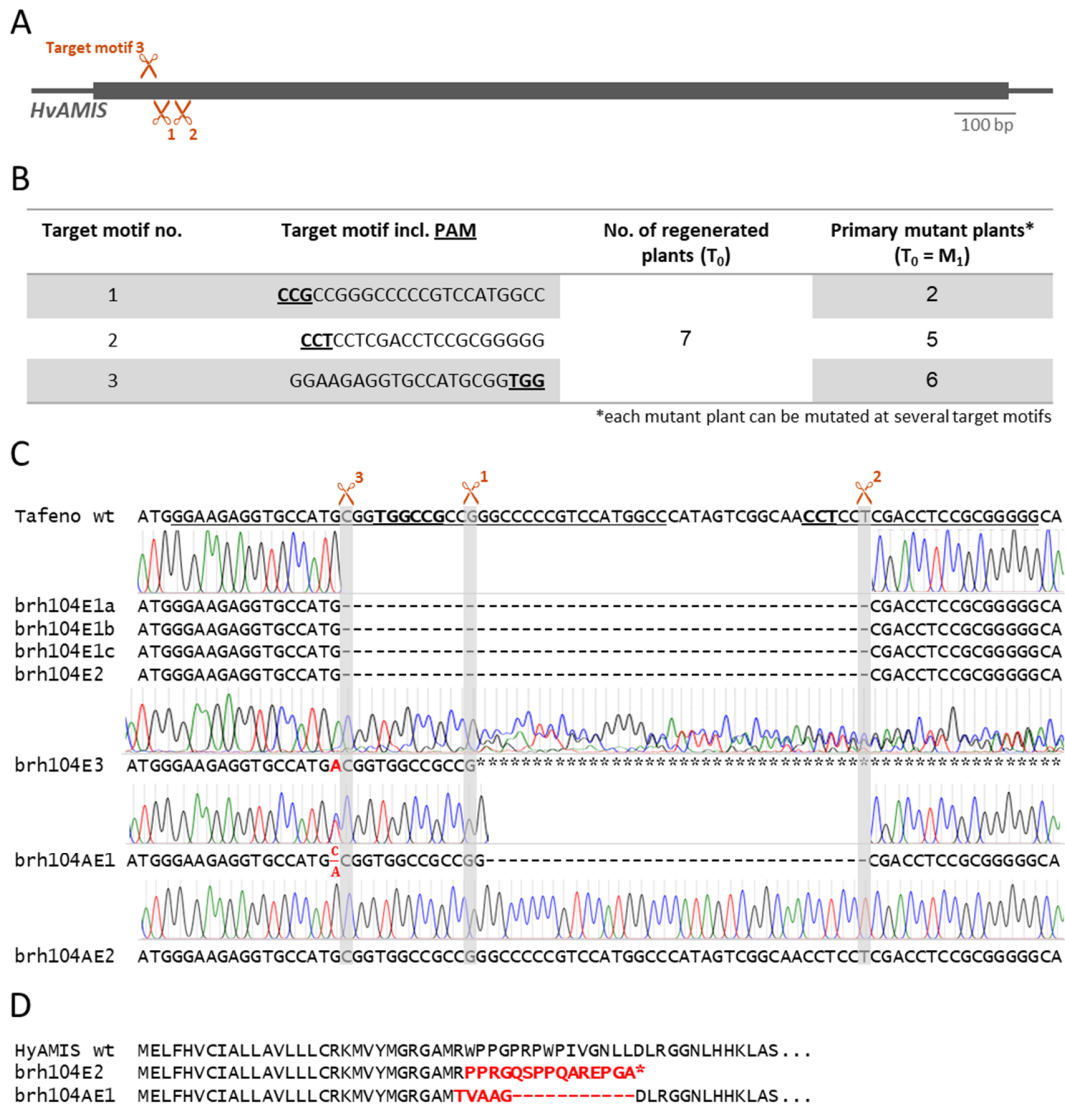 A
Target motif 3
HvAMIS
1 2
100 bp
B
Target motif no. Target motif incl. PAM No. of regenerated plants (T0) Primary mutant plants* (T0 = M1)
1 CCGCCGGGCCCCCGTCCATGGCC 2
2 CCTCCTCGACCTCCGCGGGGG 7 5
3 GGAAGAGGTGCCATGCGGTGG 6
*each mutant plant can be mutated at several target motifs
C
3 1 2
Tafeno wt ATGGGAAGAGGTGCCATGCGGTGGCCGCCGGGCCCCCGTCCATGGCCCATAGTCGGCAACCTCCTCGACCTCCGCGGGGGCA
brh104E1a ATGGGAAGAGGTGCCATG-----------------------------------------------CGACCTCCGCGGGGGCA
brh104E1b ATGGGAAGAGGTGCCATG-----------------------------------------------CGACCTCCGCGGGGGCA
brh104E1c ATGGGAAGAGGTGCCATG-----------------------------------------------CGACCTCCGCGGGGGCA
brh104E2 ATGGGAAGAGGTGCCATG-----------------------------------------------CGACCTCCGCGGGGGCA
brh104E3 ATGGGAAGAGGTGCCATGACGGTGGCCGCCG****************************************************
brh104AE1 ATGGGAAGAGGTGCCATGC/ACGGTGGCCGCCGG----------------------------------CGACCTCCGCGGGGGCA
brh104AE2 ATGGGAAGAGGTGCCATGCGGTGGCCGCCGGGCCCCCGTCCATGGCCCATAGTCGGCAACCTCCTCGACCTCCGCGGGGGCA
D
HyAMIS wt MELFHVCIALLAVLLLCRKMVYMGRGAMRWPPGPRPWPIVGNLLDLRGGNLHHKLAS...
brh104E2 MELFHVCIALLAVLLLCRKMVYMGRGAMRPPRGQSPPQAREPGA*
brh104AE1 MELFHVCIALLAVLLLCRKMVYMGRGAMTVAAG-----------DLRGGNLHHKLAS...